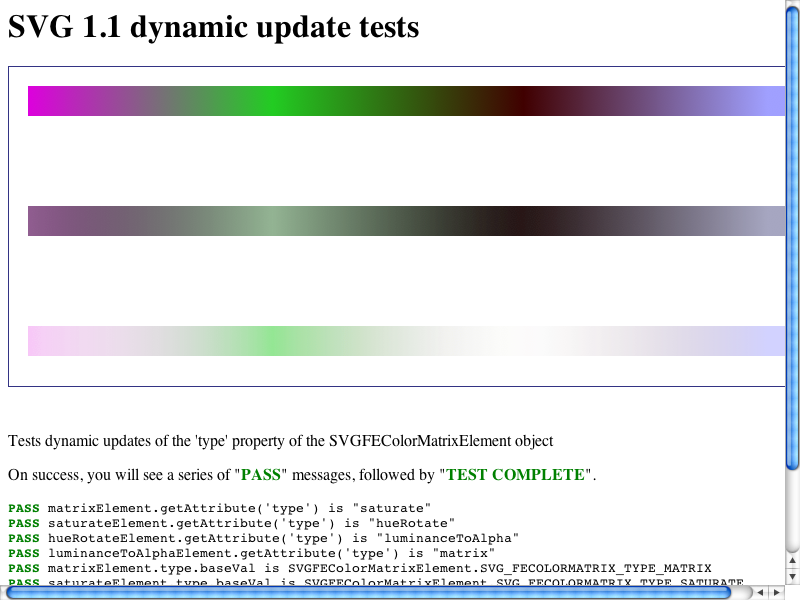 SVG 1.1 dynamic update tests
Tests dynamic updates of the 'type' property of the SVGFEColorMatrixElement object
On success, you will see a series of "PASS" messages, followed by "TEST COMPLETE".
PASS matrixElement.getAttribute('type') is "saturate"
PASS saturateElement.getAttribute('type') is "hueRotate"
PASS hueRotateElement.getAttribute('type') is "luminanceToAlpha"
PASS luminanceToAlphaElement.getAttribute('type') is "matrix"
PASS matrixElement.type.baseVal is SVGFEColorMatrixElement.SVG_FECOLORMATRIX_TYPE_MATRIX
PASS saturateElement.type.baseVal is SVGFEColorMatrixElement.SVG_FECOLORMATRIX_TYPE_SATURATE